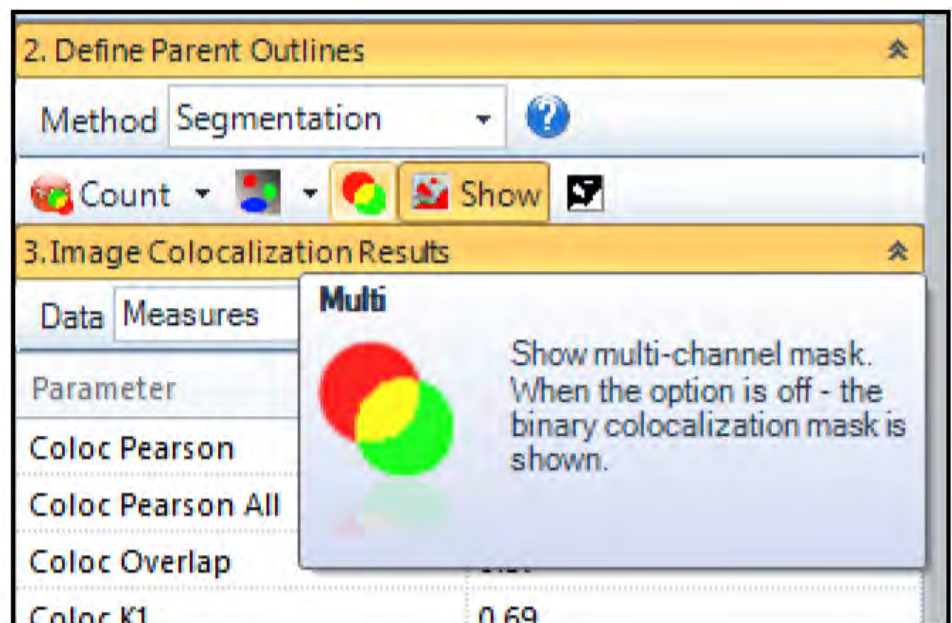 2. Define Parent Outlines
Method Segmentation
Count Show
3. Image Colocalization Results
Data Measures
Multi
Show multi-channel mask.
When the option is off - the
binary colocalization mask is
shown.
Parameter
Coloc Pearson
Coloc Pearson All
Coloc Overlap
Coloc K1 0.69